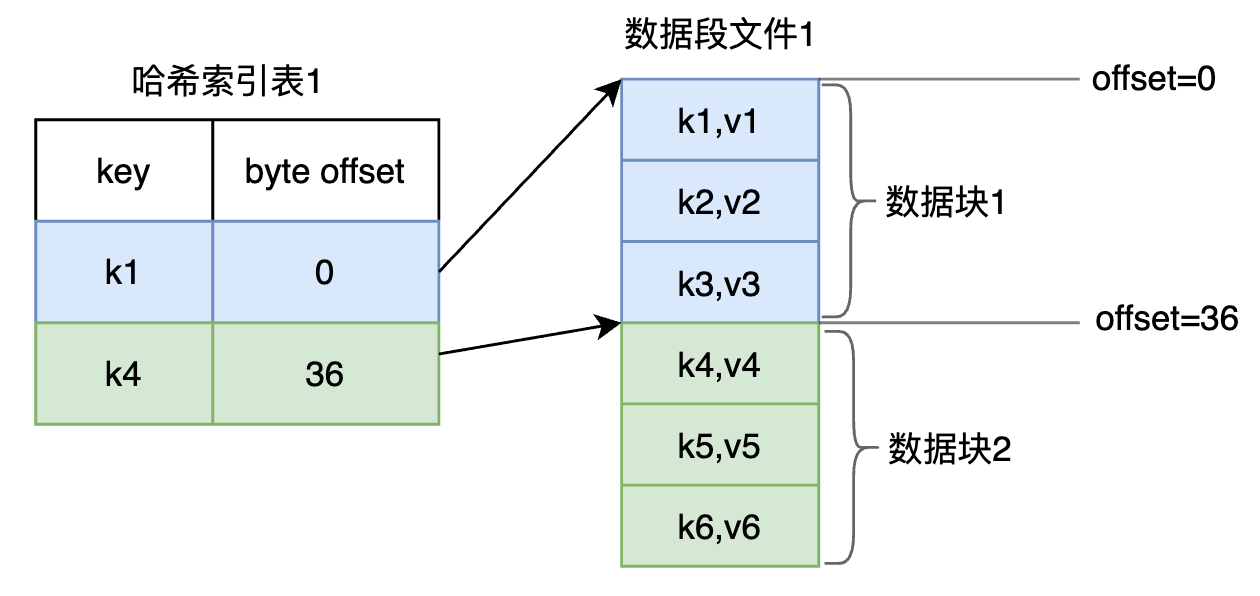 数据段文件1
哈希索引表1
offset=0
key
byte offset
k1
0
k4
36
k1,v1
k2,v2
k3,v3
数据块1
offset=36
k4,v4
k5,v5
k6,v6
数据块2